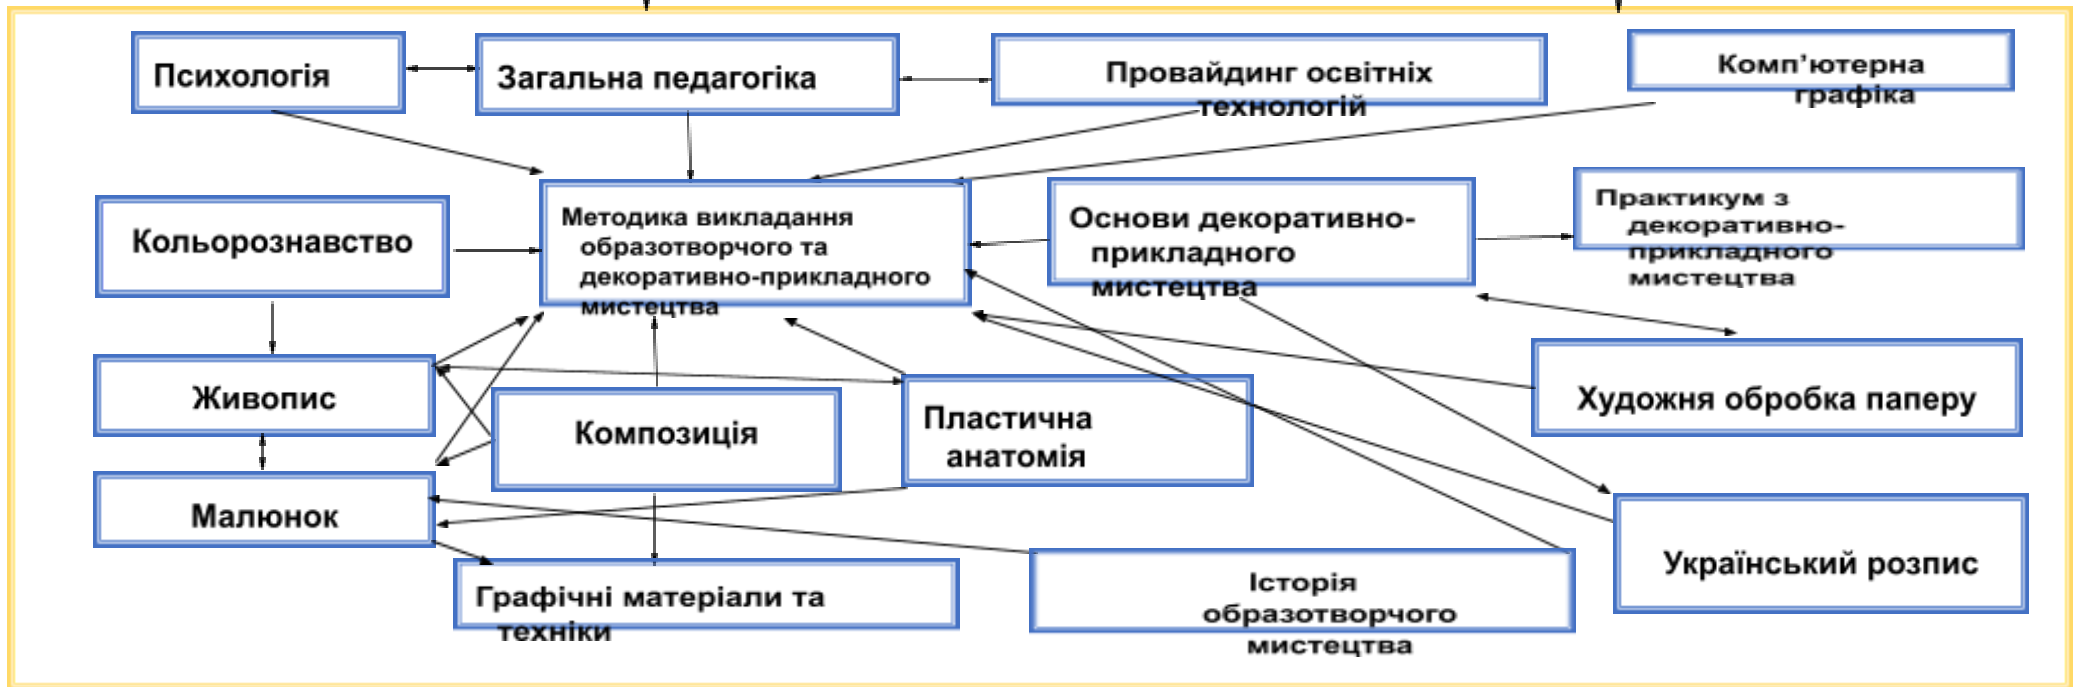 Психологія
Загальна педагогіка
Провайдинг освітніх
технологій
Комп’ютерна
графіка
Кольорознавство
Методика викладання
образотворчого та
декоративно-прикладного
мистецтва
Основи декоративно-
прикладного
мистецтва
Практикум з
декоративно-
прикладного
мистецтва
Живопис
Композиція
Пластична
анатомія
Художня обробка паперу
Малюнок
Графічні матеріали та
техніки
Історія
образотворчого
мистецтва
Український розпис